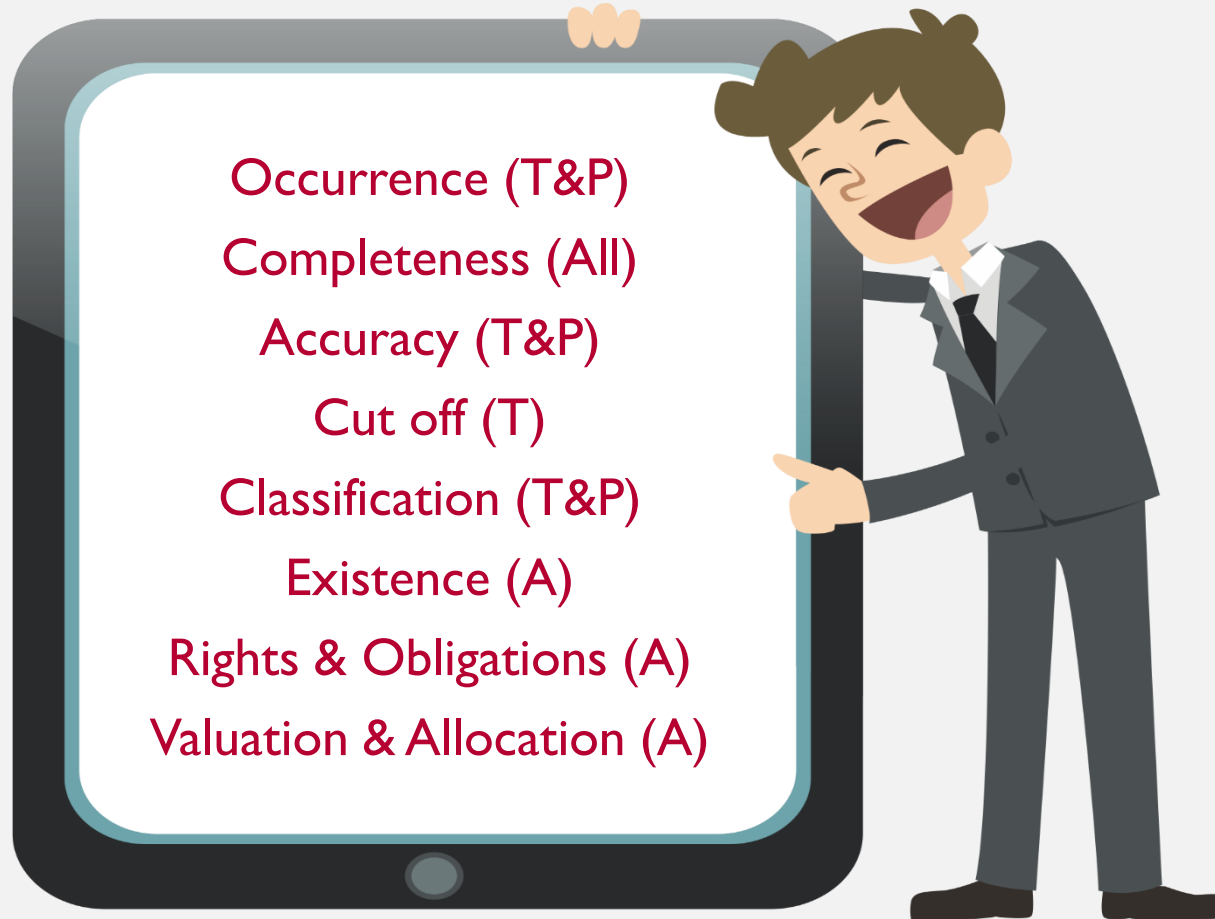 Occurrence (T&P)
Completeness (All)
Accuracy (T&P)
Cut off (T)
Classification (T&P)
Existence (A)
Rights & Obligations (A)
Valuation & Allocation (A)